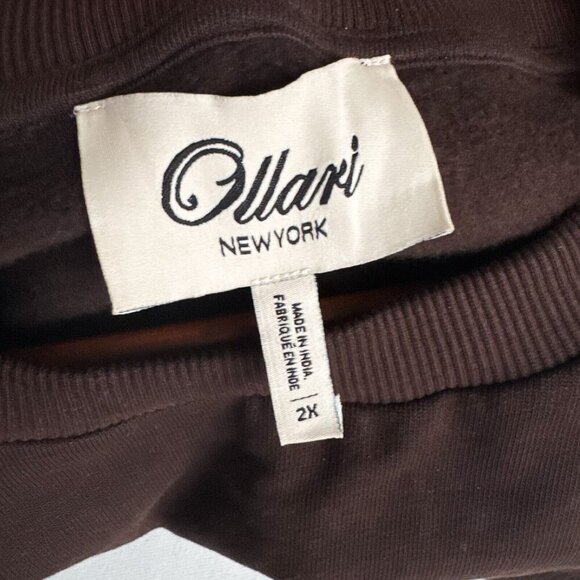 Ollari
NEWYORK
MADE IN INDIA.
FABRIQUÉ EN INDE
2X